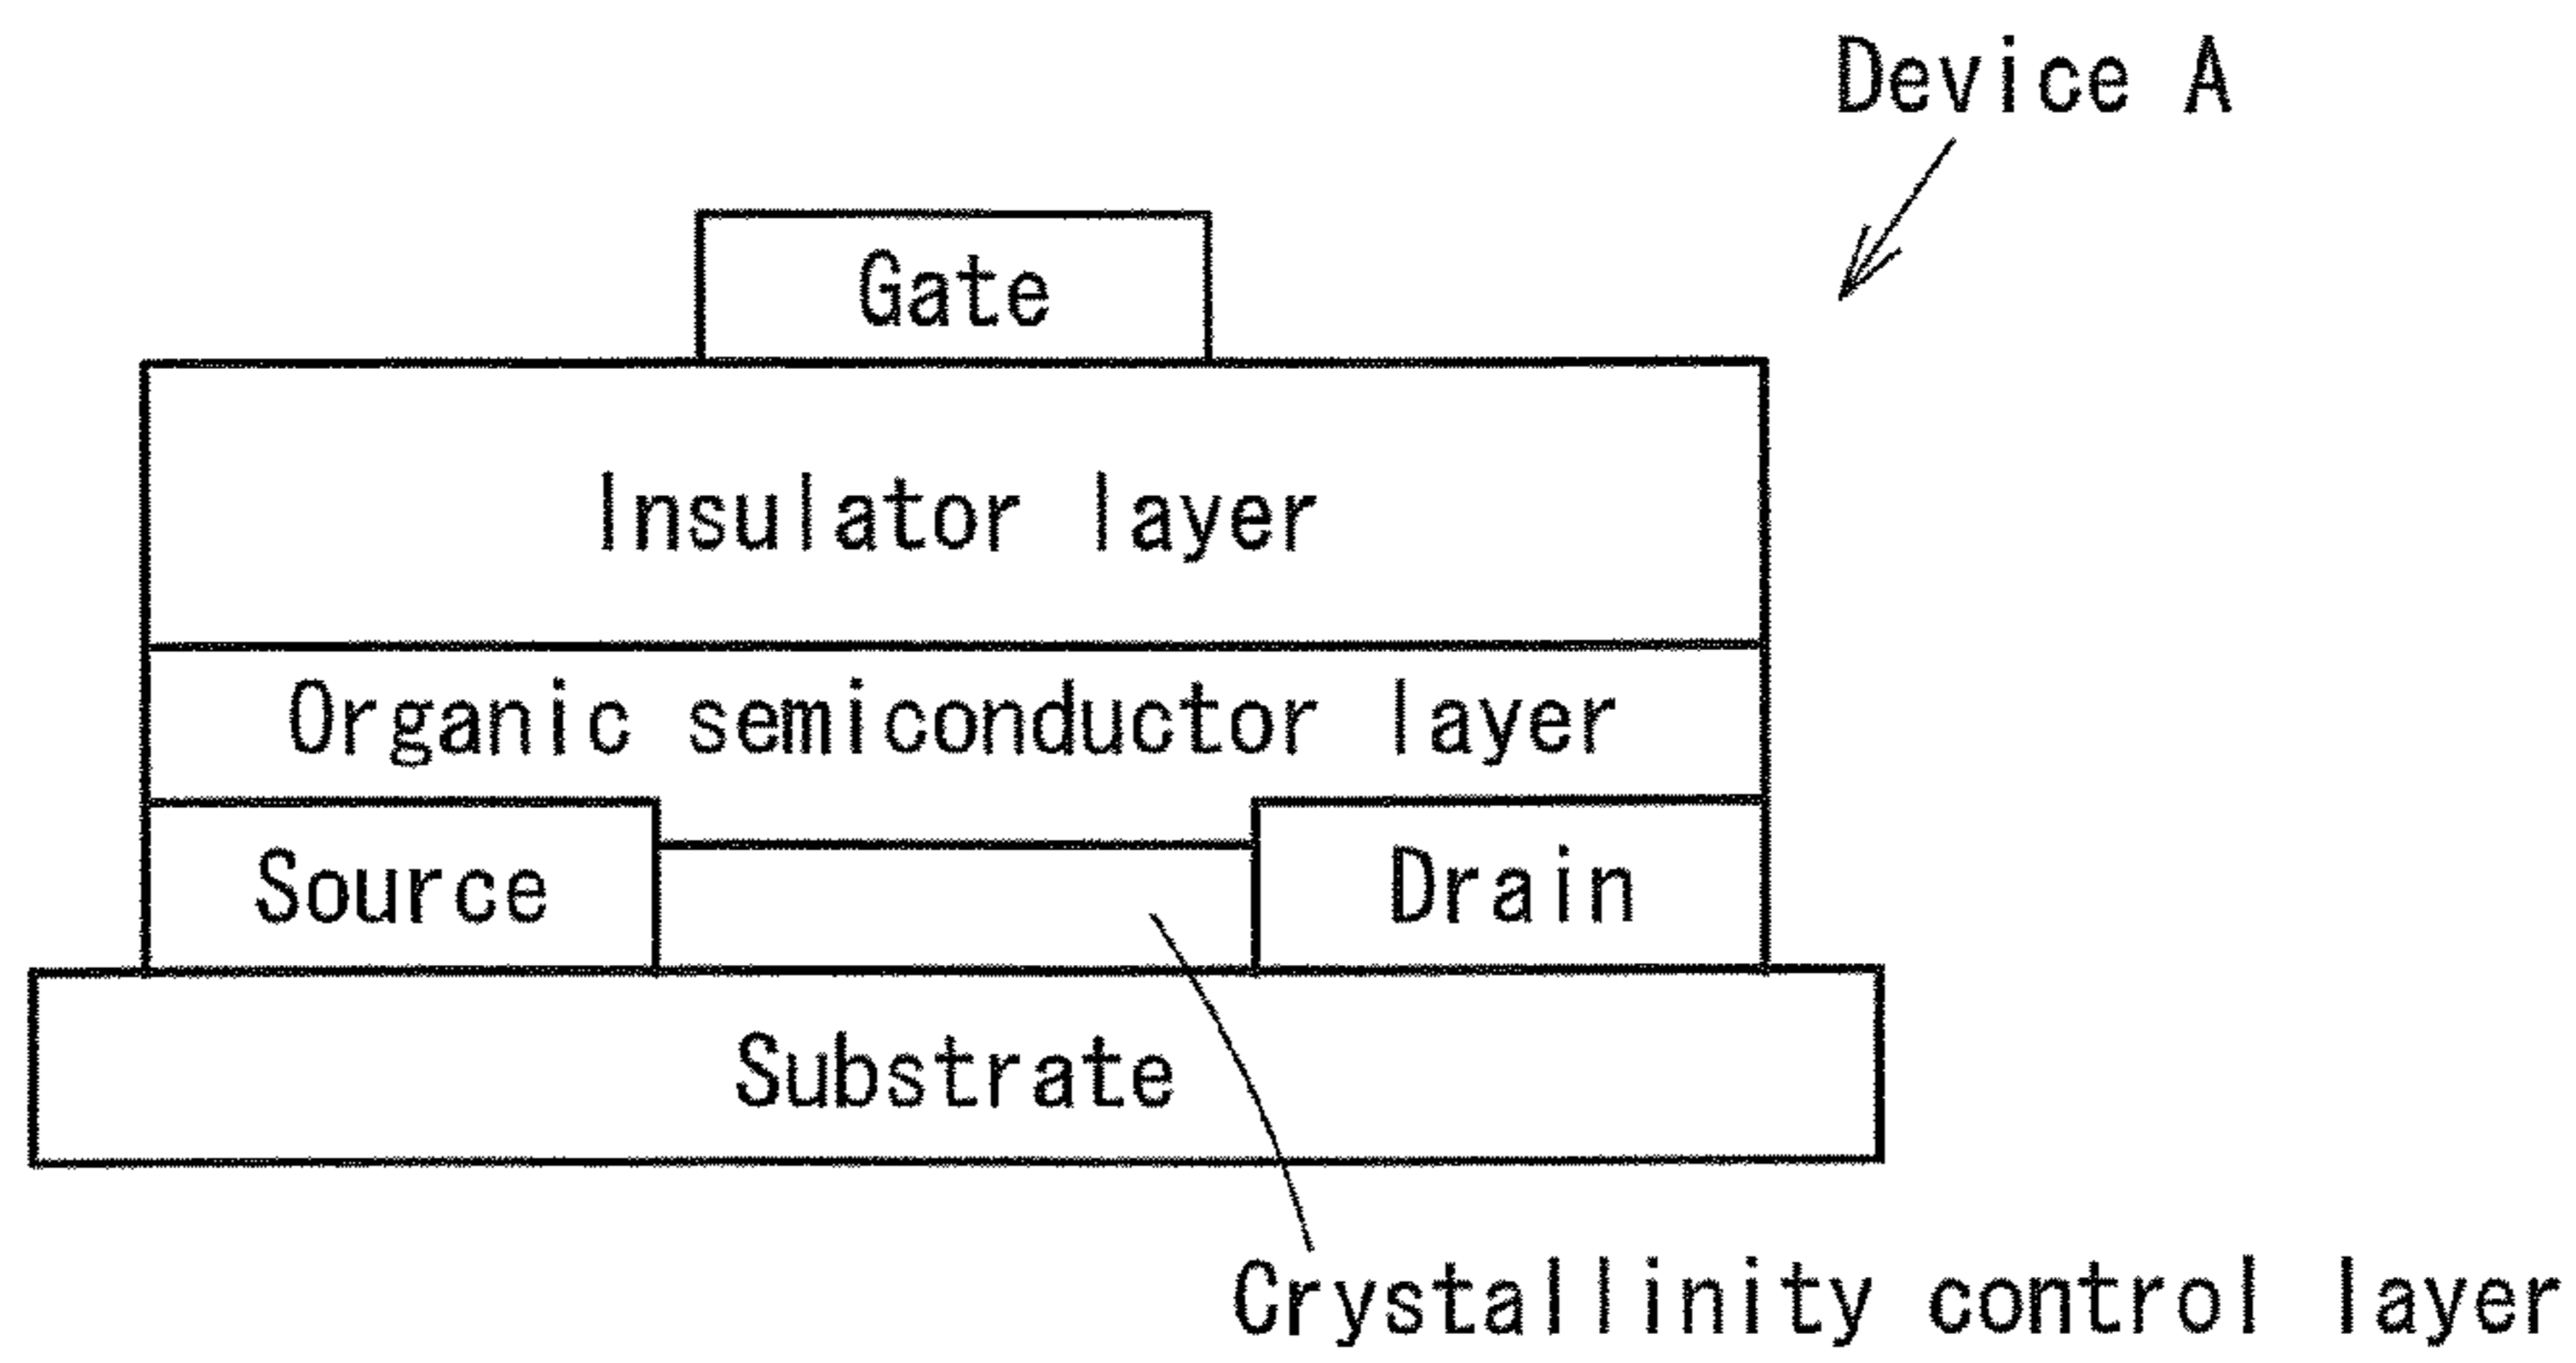 Device A
Gate
Insulator layer
Organic semiconductor layer
Source
Drain
Substrate
Crystallinity control layer